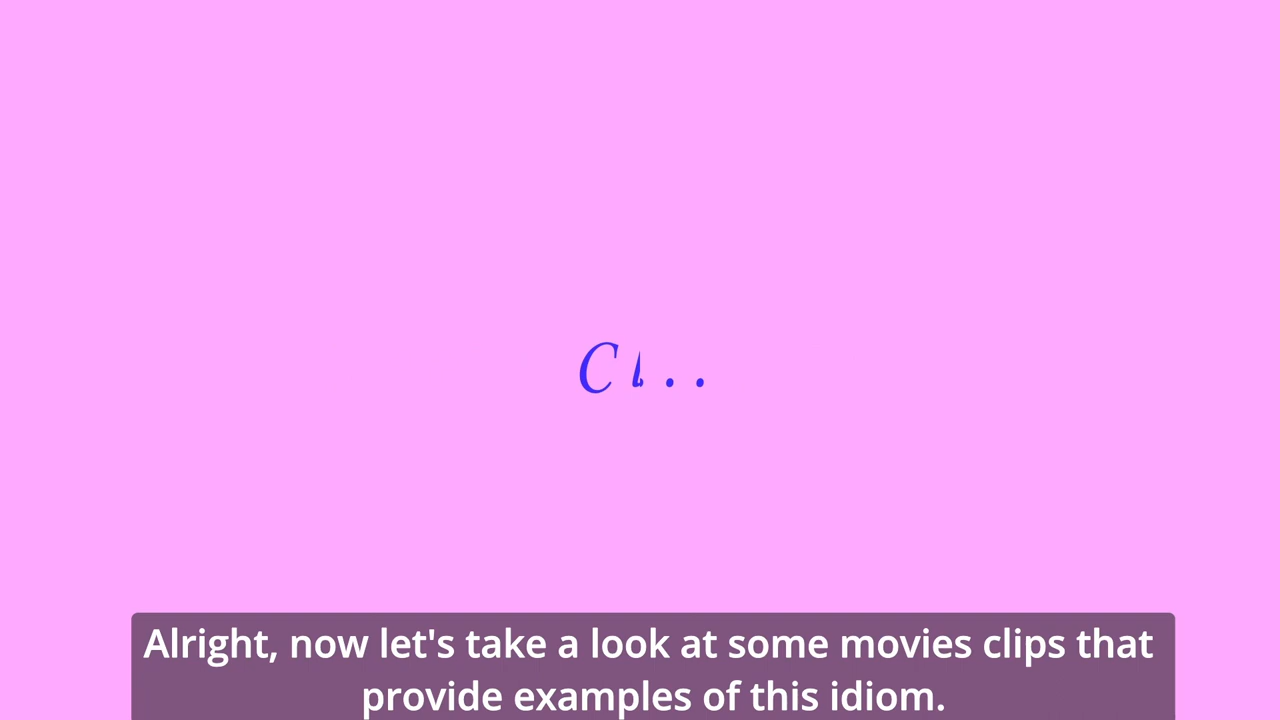 C
Alright, now let's take a look at some movies clips that
provide examples of this idiom.